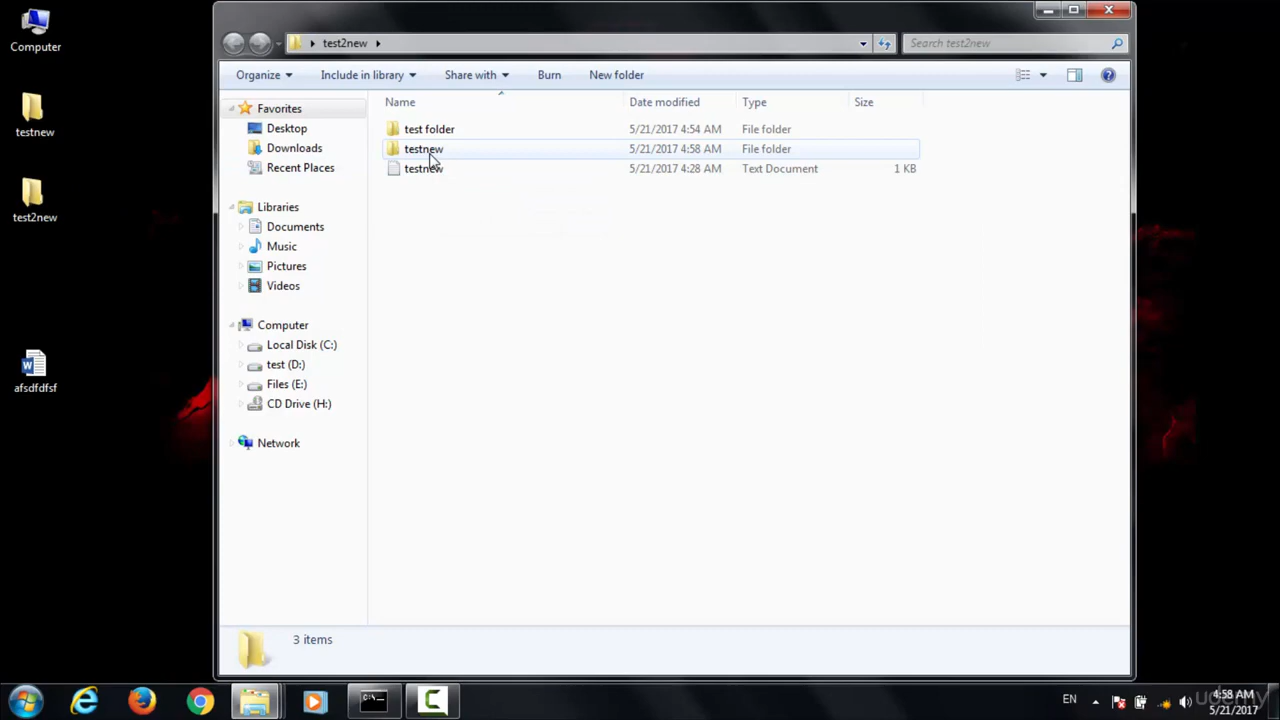 Computer
testnew
test2new
afsdfdfsf
test2new
Search test2new
Organize Include in library Share with Burn New folder
Name Date modified Type Size
test folder 5/21/2017 4:54 AM File folder
testnew 5/21/2017 4:58 AM File folder
testnew 5/21/2017 4:28 AM Text Document 1 KB
Favorites
Desktop
Downloads
Recent Places
Libraries
Documents
Music
Pictures
Videos
Computer
Local Disk (C:)
test (D:)
Files (E:)
CD Drive (H:)
Network
3 items
C:\.
EN
4:58 AM
5/21/2017
udemy